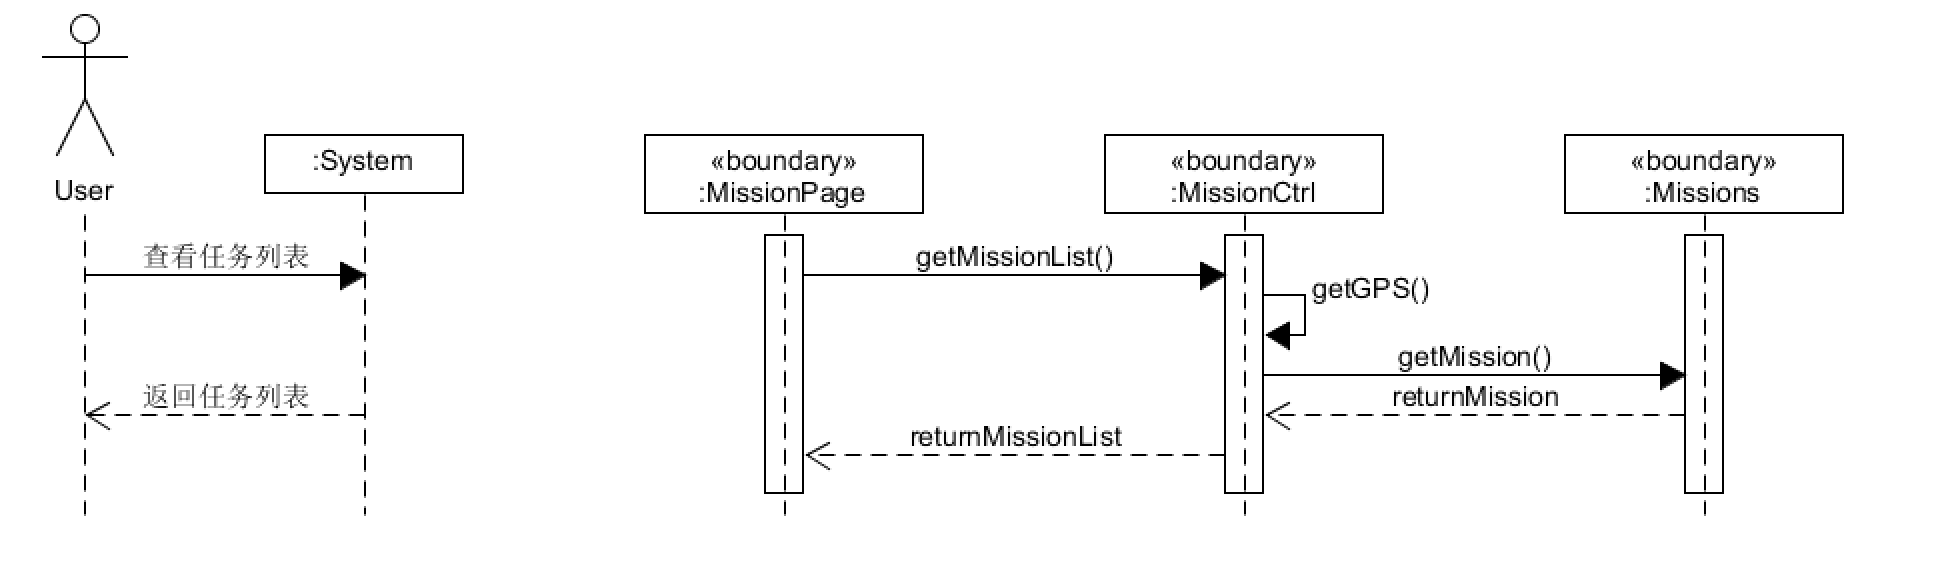 User
:System
«boundary»
:MissionPage
«boundary»
:MissionCtrl
«boundary»
:Missions
查看任务列表
返回任务列表
getMissionList()
getGPS()
getMission()
returnMission
returnMissionList